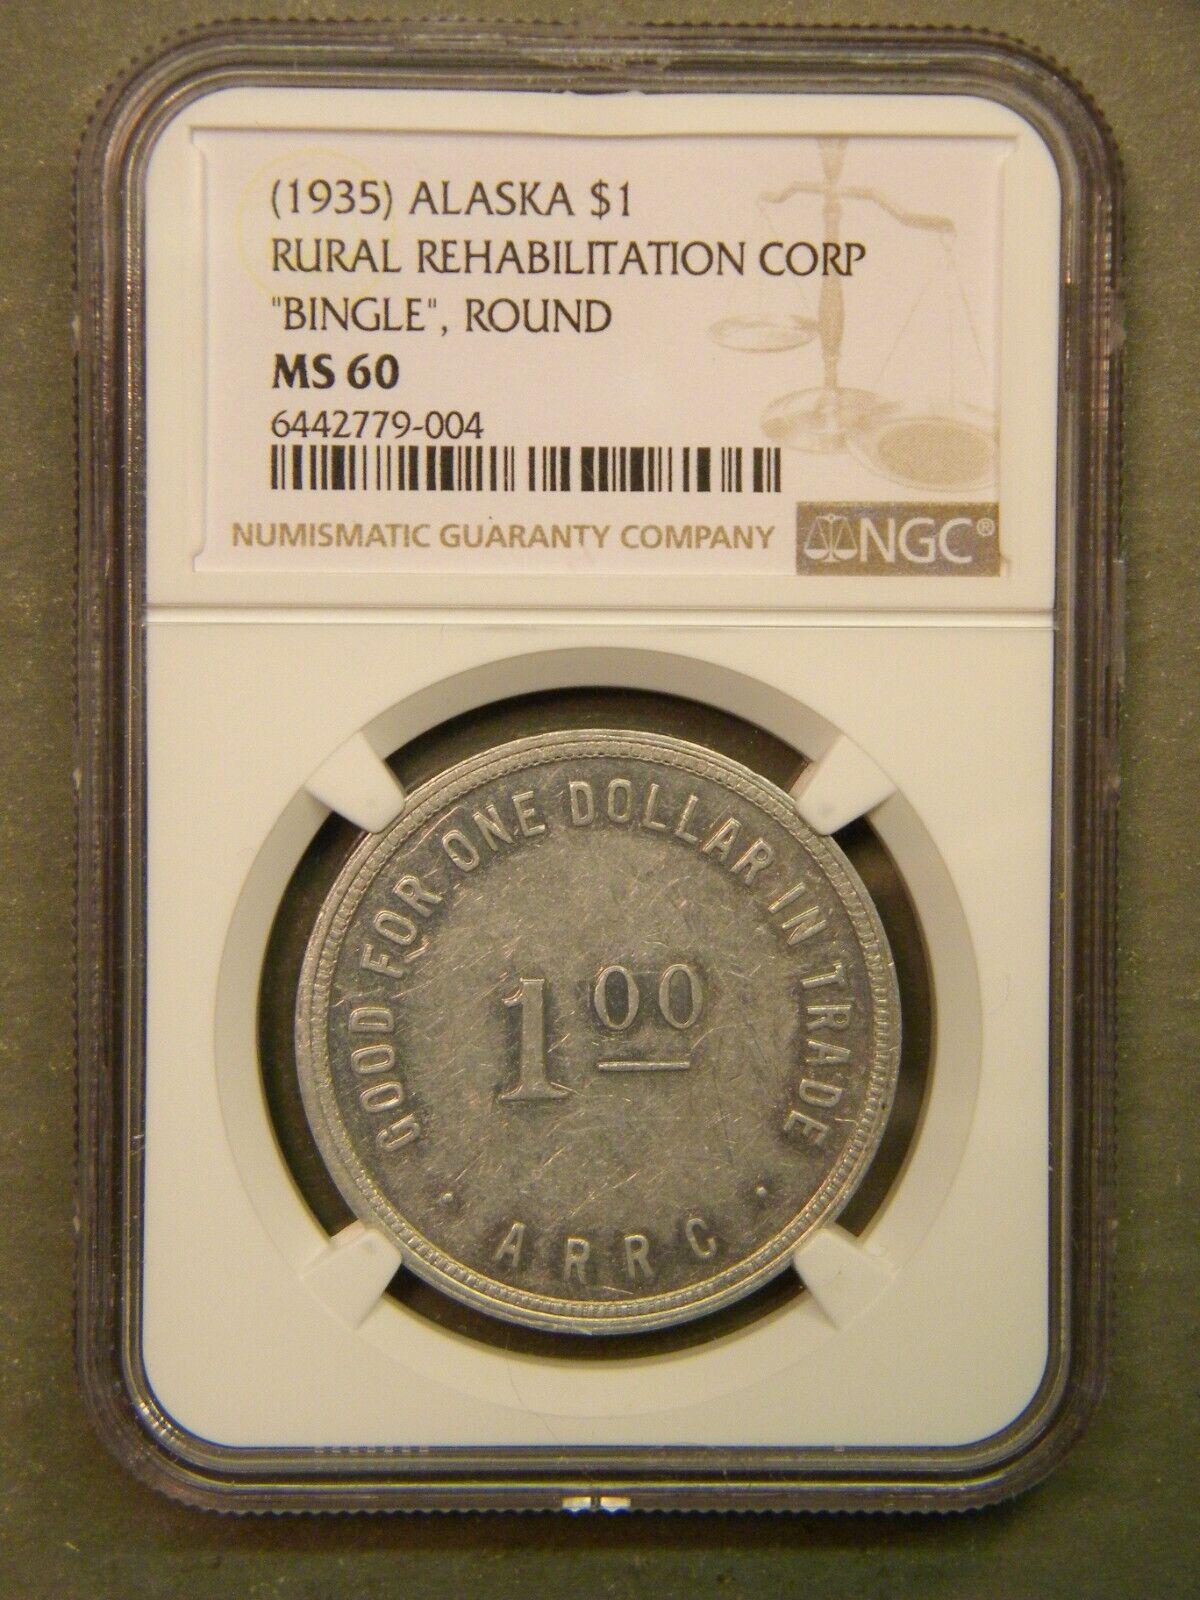 (1935) ALASKA $1
RURAL REHABILITATION CORP
"BINGLE", ROUND
MS 60
6442779-004
NUMISMATIC GUARANTY COMPANY
NGC®
GOOD FOR ONE DOLLAR IN TRADE
1 00
· ARRC ·